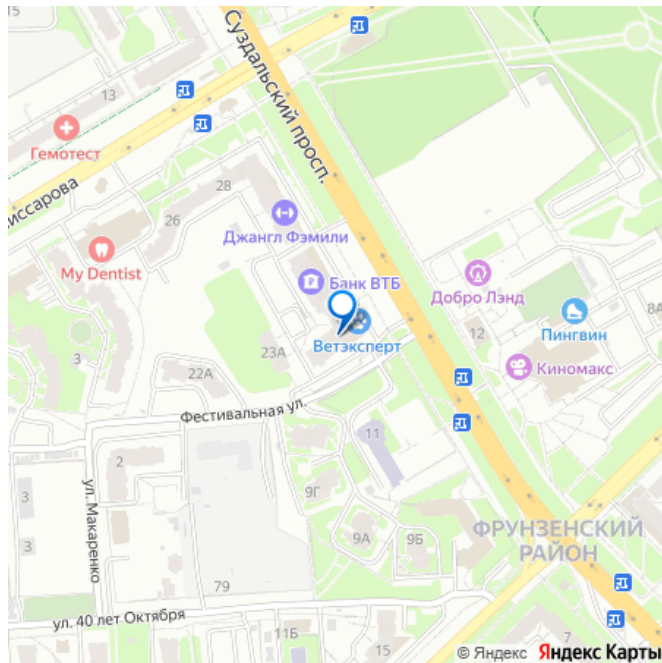 15
Суздальский просп.
13
Гемотест
иссарова
28
26
Джангл Фэмили
My Dentist
Банк ВТБ
Добро Лэнд
8А
Пингвин
12
Ветэксперт
23А
Киномакс
22А
Фестивальная ул.
11
2
ул. Макаренко
3
9Г
3
ФРУНЗЕНСКИЙ
РАЙОН
9А
9Б
79
ул. 40 лет Октября
11Б
7
15
© Яндекс Яндекс Карты